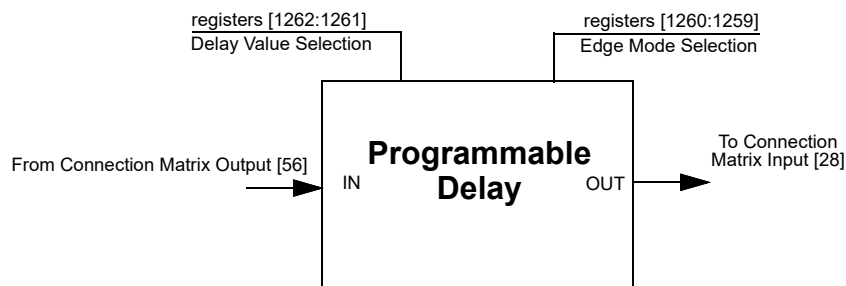 registers [1262:1261]
Delay Value Selection
registers [1260:1259]
Edge Mode Selection
From Connection Matrix Output [56]
IN
Programmable
Delay
OUT
To Connection
Matrix Input [28]